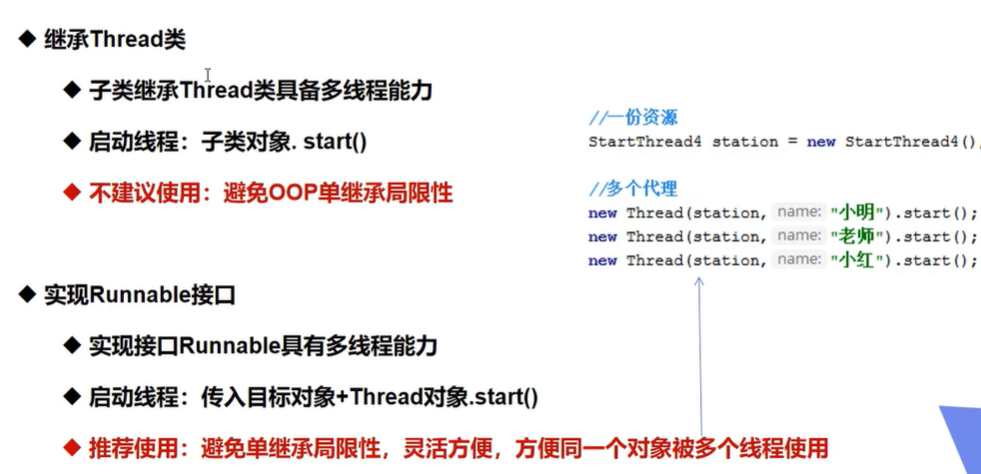 ◆ 继承Thread类
◆ 子类继承Thread类具备多线程能力
◆ 启动线程：子类对象. start()
◆ 不建议使用：避免OOP单继承局限性
◆ 实现Runnable接口
◆ 实现接口Runnable具有多线程能力
◆ 启动线程：传入目标对象+Thread对象.start()
◆ 推荐使用：避免单继承局限性，灵活方便，方便同一个对象被多个线程使用
//一份资源
StartThread4 station = new StartThread4();
//多个代理
new Thread(station, name: "小明").start();
new Thread(station, name: "老师").start();
new Thread(station, name: "小红").start();